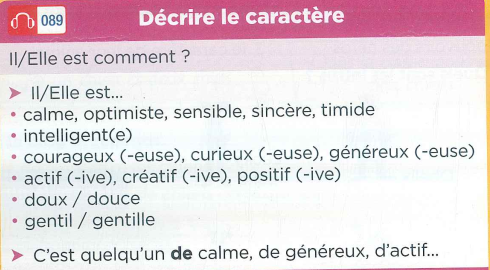 089 Décrire le caractère
Il/Elle est comment ?
➤ Il/Elle est...
• calme, optimiste, sensible, sincère, timide
• intelligent(e)
• courageux (-euse), curieux (-euse), généreux (-euse)
• actif (-ive), créatif (-ive), positif (-ive)
• doux / douce
• gentil / gentille
➤ C'est quelqu'un de calme, de généreux, d'actif...